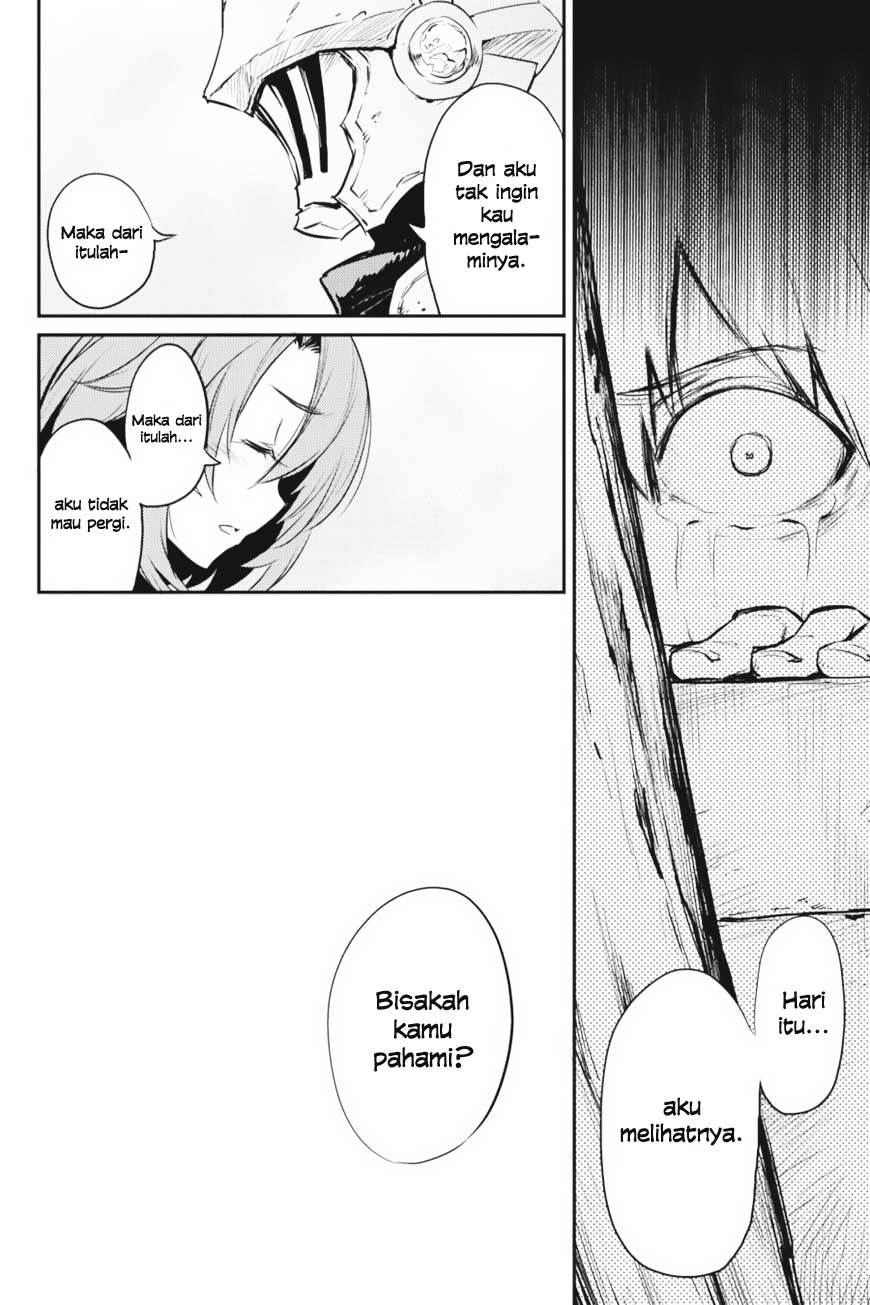 Hari
itu...
aku
melihatnya.
Dan aku
tak ingin
kau
mengala-
minya.
Maka dari
itulah-
Maka dari
itulah...
aku tidak
mau pergi.
Bisakah
kamu
pahami?